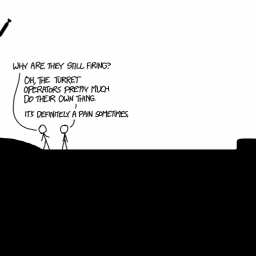 WHY ARE THEY STILL FIRING?
OH, THE TURRET
OPERATORS PRETTY MUCH
DO THEIR OWN THING.
IT'S DEFINITELY A PAIN SOMETIMES.